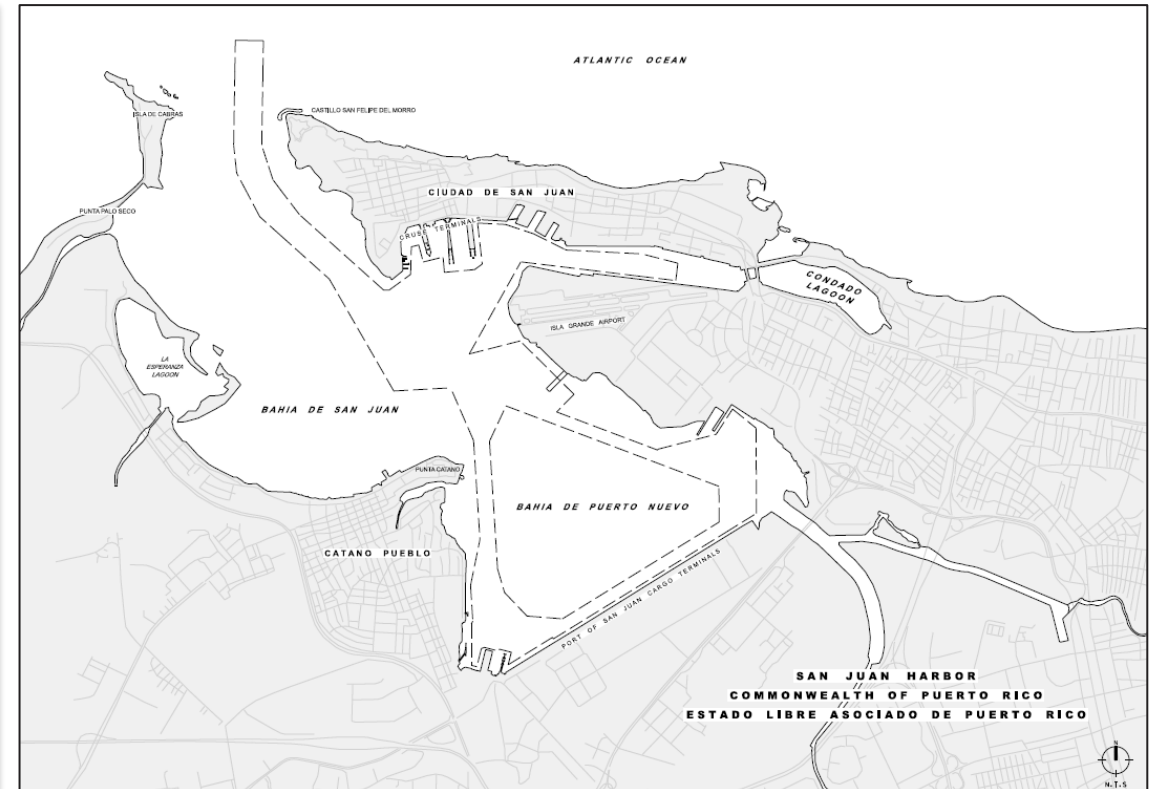 ATLANTIC OCEAN
ISLA DE CABRAS
CASTILLO SAN FELIPE DEL MORRO
PUNTA PALO SECO
CIUDAD DE SAN JUAN
CRUSE TERMINALS
CONDADO
LAGOON
ISLA GRANDE AIRPORT
LA
ESPERANZA
LAGOON
BAHIA DE SAN JUAN
PUNTA CATANO
BAHIA DE PUERTO NUEVO
CATANO PUEBLO
PORT OF SAN JUAN CARGO TERMINALS
SAN JUAN HARBOR
COMMONWEALTH OF PUERTO RICO
ESTADO LIBRE ASOCIADO DE PUERTO RICO
N
N.T.S